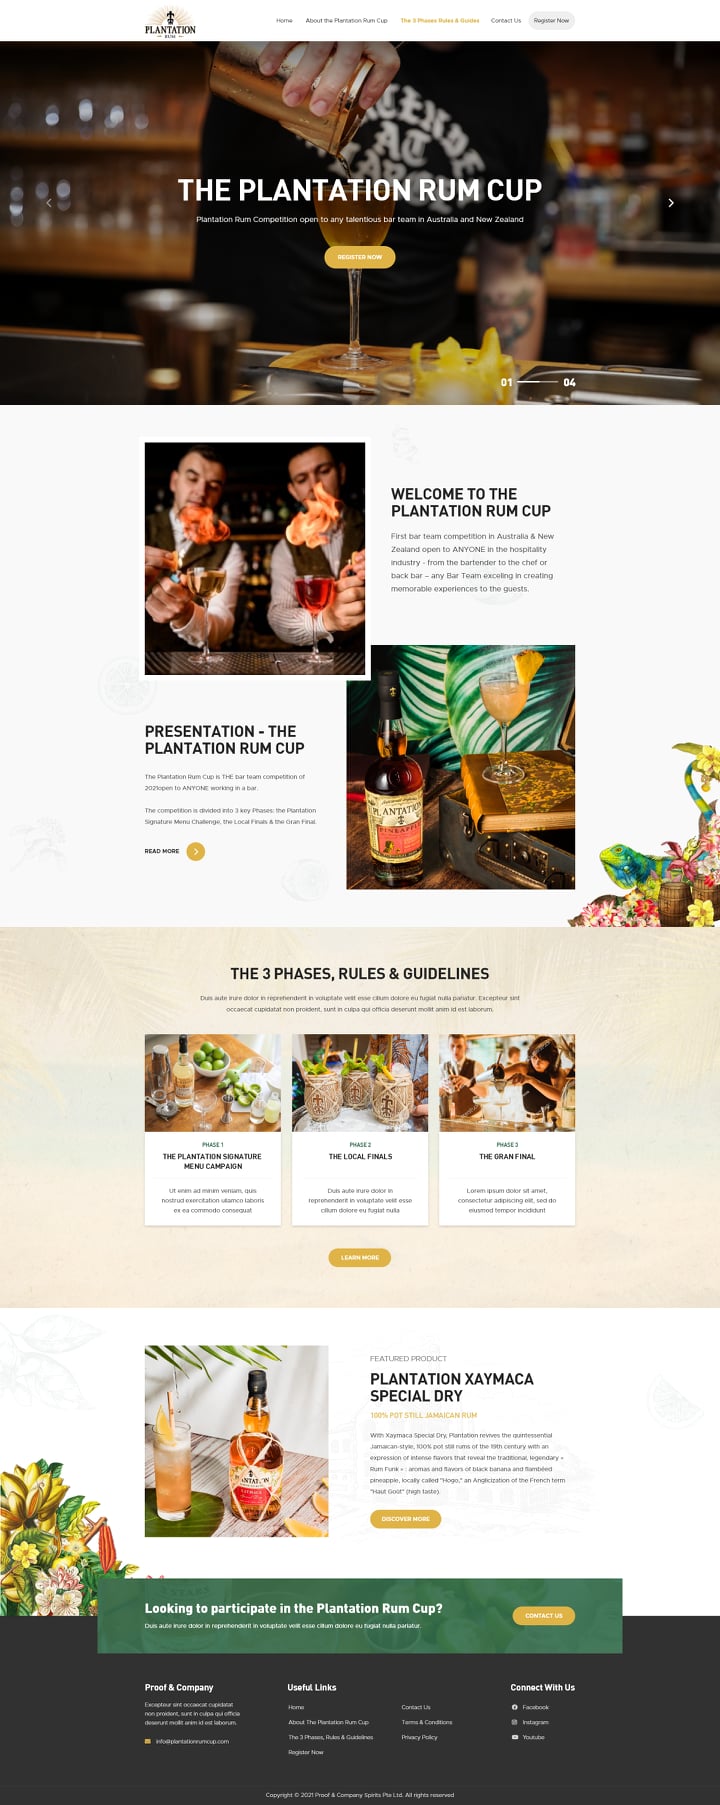 PLANTATION
RUM
Home
About the Plantation Rum Cup
The 3 Phases Rules & Guides
Contact Us
Register Now
THE PLANTATION RUM CUP
Plantation Rum Competition open to any talentious bar team in Australia and New Zealand
REGISTER NOW
01
04
WELCOME TO THE
PLANTATION RUM CUP
First bar team competition in Australia & New
Zealand open to ANYONE in the hospitality
industry - from the bartender to the chef or
back bar – any Bar Team exceling in creating
memorable experiences to the guests.
PRESENTATION - THE
PLANTATION RUM CUP
The Plantation Rum Cup is THE bar team competition of
2021open to ANYONE working in a bar.
The competition is divided into 3 key Phases: the Plantation
Signature Menu Challenge, the Local Finals & the Gran Final.
READ MORE
PLANTATION
PINEAPPLE
THE 3 PHASES, RULES & GUIDELINES
Duis aute irure dolor in reprehenderit in voluptate velit esse cillum dolore eu fugiat nulla pariatur. Excepteur sint
occaecat cupidatat non proident, sunt in culpa qui officia deserunt mollit anim id est laborum.
PHASE 1
THE PLANTATION SIGNATURE
MENU CAMPAIGN
Ut enim ad minim veniam, quis
nostrud exercitation ullamco laboris
ex ea commodo consequat
PHASE 2
THE LOCAL FINALS
Duis aute irure dolor in
reprehenderit in voluptate velit esse
cillum dolore eu fugiat nulla
PHASE 3
THE GRAN FINAL
Lorem ipsum dolor sit amet,
consectetur adipiscing elit, sed do
eiusmod tempor incididunt
LEARN MORE
FEATURED PRODUCT
PLANTATION XAYMACA
SPECIAL DRY
100% POT STILL JAMAICAN RUM
With Xaymaca Special Dry, Plantation revives the quintessential
Jamaican-style, 100% pot still rums of the 19th century with an
expression of intense flavors that reveal the traditional, legendary «
Rum Funk » : aromas and flavors of black banana and flambéed
pineapple, locally called "Hogo," an Anglicization of the French term
"Haut Goût" (high taste).
DISCOVER MORE
Looking to participate in the Plantation Rum Cup?
Duis aute irure dolor in reprehenderit in voluptate velit esse cillum dolore eu fugiat nulla pariatur.
CONTACT US
Proof & Company
Excepteur sint occaecat cupidatat
non proident, sunt in culpa qui officia
deserunt mollit anim id est laborum.
info@plantationrumcup.com
Useful Links
Home
About The Plantation Rum Cup
The 3 Phases, Rules & Guidelines
Register Now
Contact Us
Terms & Conditions
Privacy Policy
Connect With Us
Facebook
Instagram
Youtube
Copyright © 2021 Proof & Company Spirits Pte Ltd. All rights reserved